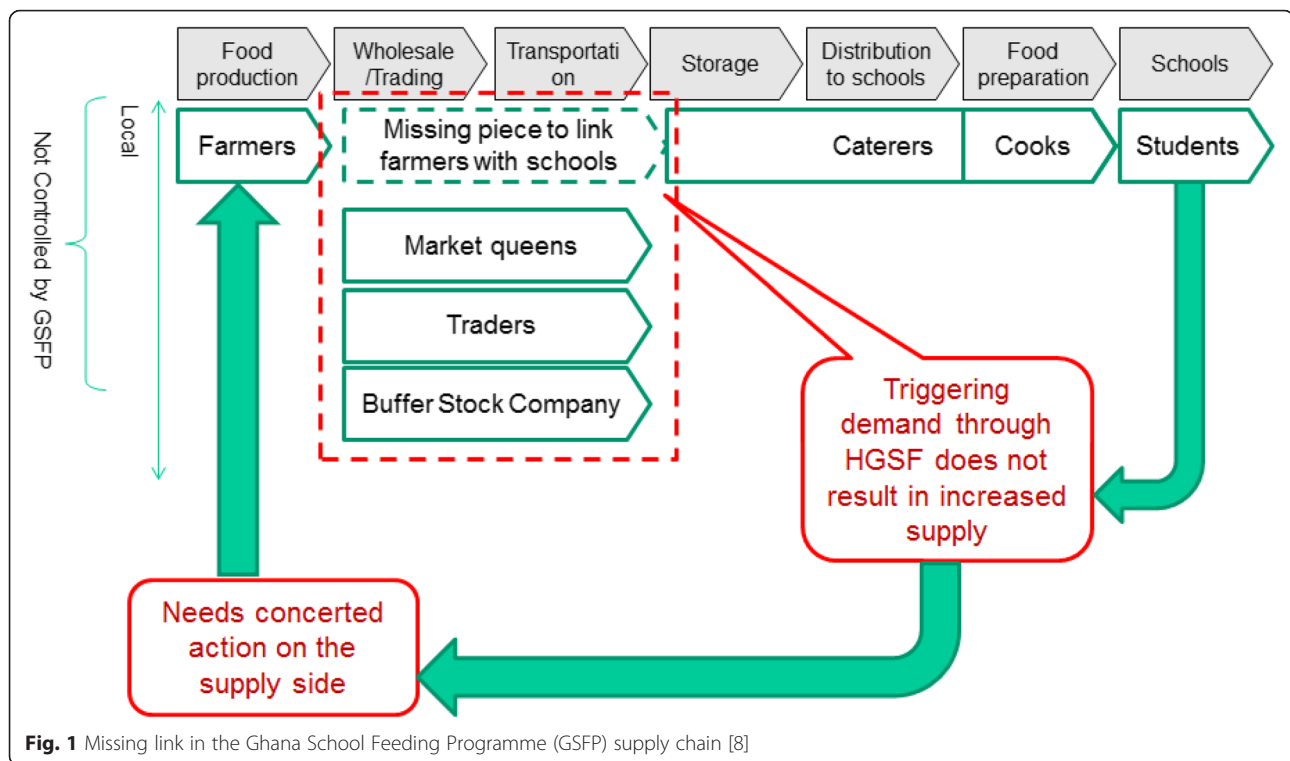 Food
production
Wholesale
/Trading
Transportati
on
Storage
Distribution
to schools
Food
preparation
Schools
Not Controlled by GSFP
Local
Farmers
Missing piece to link
farmers with schools
Caterers
Cooks
Students
Market queens
Traders
Buffer Stock Company
Triggering
demand through
HGSF does not
result in increased
supply
Needs concerted
action on the
supply side
Fig. 1 Missing link in the Ghana School Feeding Programme (GSFP) supply chain [8]